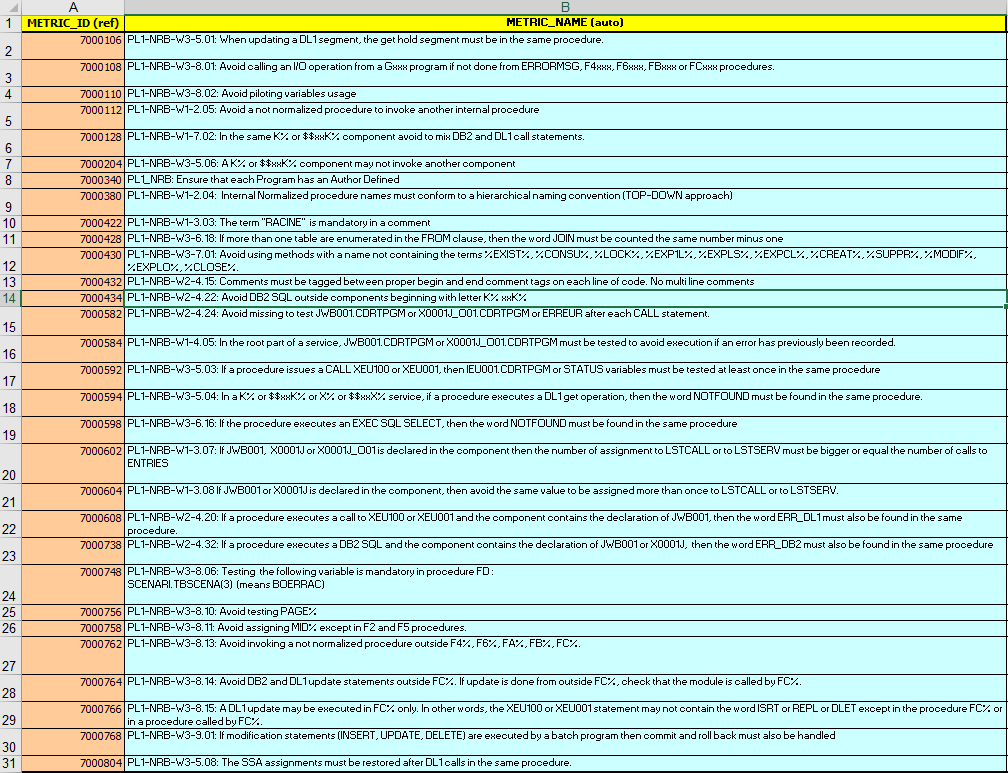 A B
1 METRIC_ID (ref) METRIC_NAME (auto)
2 7000106 PL1-NRB-W3-5.01: When updating a DL1 segment, the get hold segment must be in the same procedure.
3 7000108 PL1-NRB-W3-8.01: Avoid calling an I/O operation from a Gxxx program if not done from ERRORMSG, F4xxx, F6xxx, FBxxx or FCxxx procedures.
4 7000110 PL1-NRB-W3-8.02: Avoid piloting variables usage
5 7000112 PL1-NRB-W1-2.05: Avoid a not normalized procedure to invoke another internal procedure
6 7000128 PL1-NRB-W1-7.02: In the same K% or $$xxK% component avoid to mix DB2 and DL1 call statements.
7 7000204 PL1-NRB-W3-5.06: A K% or $$xxK% component may not invoke another component
8 7000340 PL1_NRB: Ensure that each Program has an Author Defined
9 7000380 PL1-NRB-W1-2.04: Internal Normalized procedure names must conform to a hierarchical naming convention (TOP-DOWN approach)
10 7000422 PL1-NRB-W1-3.03: The term "RACINE" is mandatory in a comment
11 7000428 PL1-NRB-W3-6.18: If more than one table are enumerated in the FROM clause, then the word JOIN must be counted the same number minus one
12 7000430 PL1-NRB-W3-7.01: Avoid using methods with a name not containing the terms %EXIST%, %CONSU%, %LOCK%, %EXP1L%, %EXPLS%, %EXPCL%, %CREAT%, %SUPPR%, %MODIF%,
%EXPLO%, %CLOSE%.
13 7000432 PL1-NRB-W2-4.15: Comments must be tagged between proper begin and end comment tags on each line of code. No multi line comments
14 7000434 PL1-NRB-W2-4.22: Avoid DB2 SQL outside components beginning with letter K% xxK%
15 7000582 PL1-NRB-W2-4.24: Avoid missing to test JWB001.CDRTPGM or X0001J_O01.CDRTPGM or ERREUR after each CALL statement.
16 7000584 PL1-NRB-W1-4.05: In the root part of a service, JWB001.CDRTPGM or X0001J_O01.CDRTPGM must be tested to avoid execution if an error has previously been recorded.
17 7000592 PL1-NRB-W3-5.03: If a procedure issues a CALL XEU100 or XEU001, then IEU001.CDRTPGM or STATUS variables must be tested at least once in the same procedure
18 7000594 PL1-NRB-W3-5.04: In a K% or $$xxK% or X% or $$xxX% service, if a procedure executes a DL1 get operation, then the word NOTFOUND must be found in the same procedure.
19 7000598 PL1-NRB-W3-6.16: If the procedure executes an EXEC SQL SELECT, then the word NOTFOUND must be found in the same procedure
20 7000602 PL1-NRB-W1-3.07: If JWB001, X0001J or X0001J_O01 is declared in the component then the number of assignment to LSTCALL or to LSTSERV must be bigger or equal the number of calls to
ENTRIES
21 7000604 PL1-NRB-W1-3.08 If JWB001 or X0001J is declared in the component, then avoid the same value to be assigned more than once to LSTCALL or to LSTSERV.
22 7000608 PL1-NRB-W2-4.20: If a procedure executes a call to XEU100 or XEU001 and the component contains the declaration of JWB001, then the word ERR_DL1 must also be found in the same
procedure.
23 7000738 PL1-NRB-W2-4.32: If a procedure executes a DB2 SQL and the component contains the declaration of JWB001 or X0001J, then the word ERR_DB2 must also be found in the same procedure
24 7000748 PL1-NRB-W3-8.06: Testing the following variable is mandatory in procedure FD :
SCENARI.TBSCENA(3) (means BOERRAC)
25 7000756 PL1-NRB-W3-8.10: Avoid testing PAGE%
26 7000758 PL1-NRB-W3-8.11: Avoid assigning MID% except in F2 and F5 procedures.
27 7000762 PL1-NRB-W3-8.13: Avoid invoking a not normalized procedure outside F4%, F6%, FA%, FB%, FC%.
28 7000764 PL1-NRB-W3-8.14: Avoid DB2 and DL1 update statements outside FC%. If update is done from outside FC%, check that the module is called by FC%.
29 7000766 PL1-NRB-W3-8.15: A DL1 update may be executed in FC% only. In other words, the XEU100 or XEU001 statement may not contain the word ISRT or REPL or DLET except in the procedure FC% or
in a procedure called by FC%.
30 7000768 PL1-NRB-W3-9.01: If modification statements (INSERT, UPDATE, DELETE) are executed by a batch program then commit and roll back must also be handled
31 7000804 PL1-NRB-W3-5.08: The SSA assignments must be restored after DL1 calls in the same procedure.